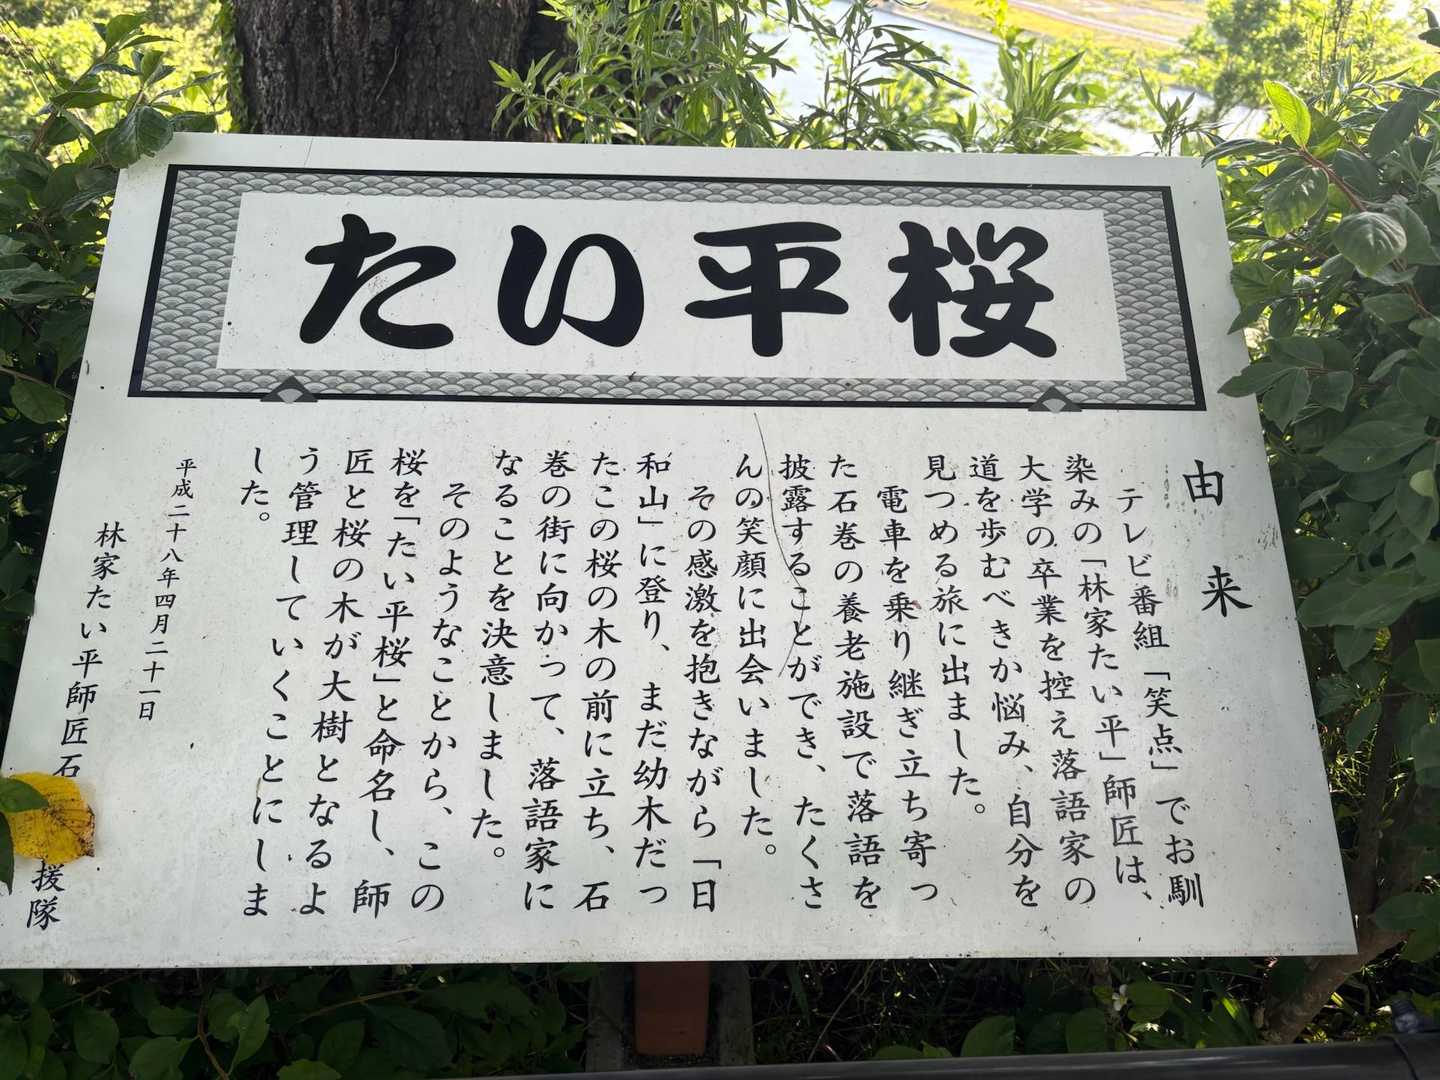 たい平桜
由来
テレビ番組「笑点」でお馴
染みの「林家たい平」師匠は、
大学の卒業を控え落語家の
道を歩むべきか悩み、自分を
見つめる旅に出ました。
電車を乗り継ぎ立ち寄っ
た石巻の養老施設で落語を
披露することができ、たくさ
んの笑顔に出会いました。
その感激を抱きながら「日
和山」に登り、まだ幼木だっ
たこの桜の木の前に立ち、石
巻の街に向かって、落語家に
なることを決意しました。
そのようなことから、この
桜を「たい平桜」と命名し、師
匠と桜の木が大樹となるよ
う管理していくことにしま
した。
平成二十八年四月二十一日
林家たい平師匠石 援隊